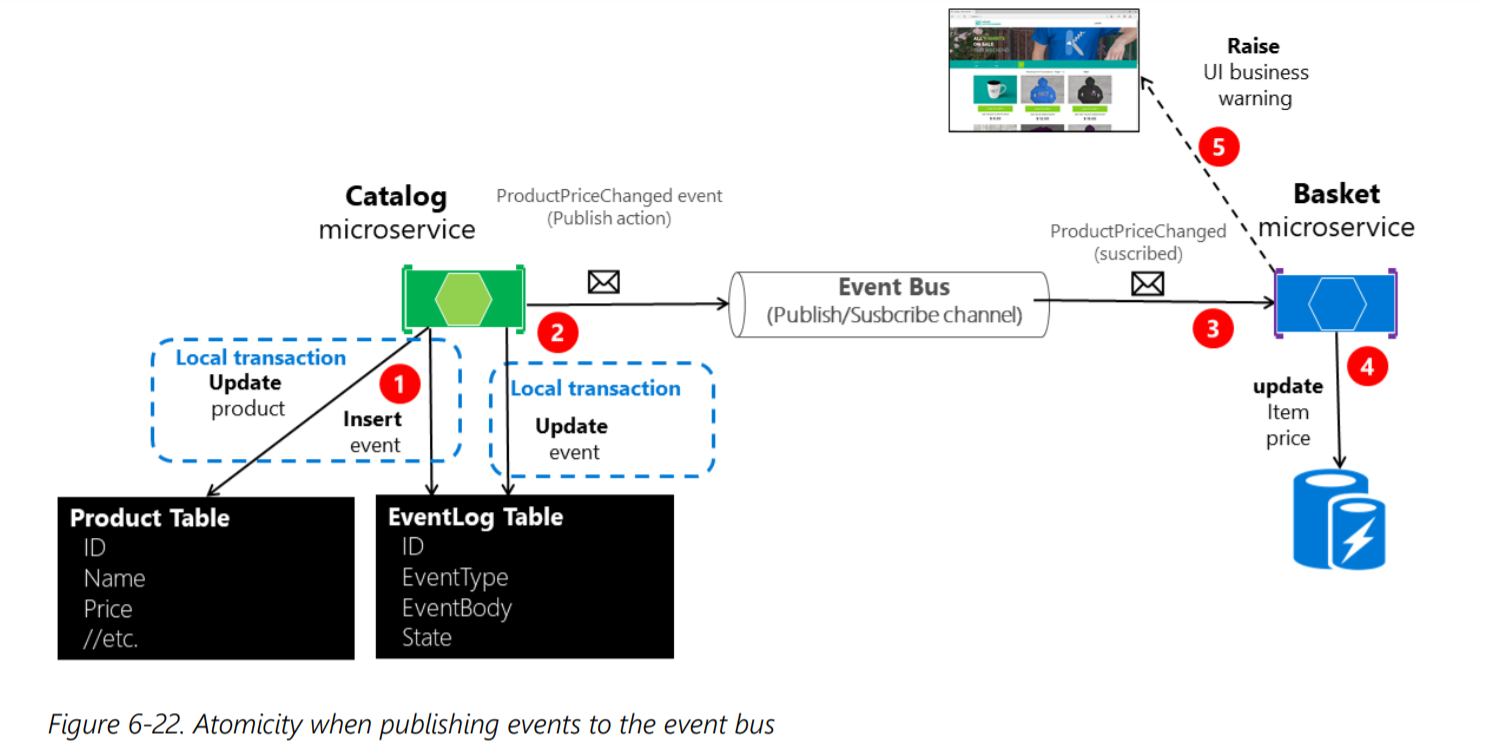 Raise
UI business
warning
5
Catalog
microservice
ProductPriceChanged event
(Publish action)
Basket
microservice
ProductPriceChanged
(suscribed)
Event Bus
(Publish/Susbcribe channel)
2
3
Local transaction
Update
product
1
Insert
event
Local transaction
Update
event
4
update
Item
price
Product Table
ID
Name
Price
//etc.
EventLog Table
ID
EventType
EventBody
State
Figure 6-22. Atomicity when publishing events to the event bus